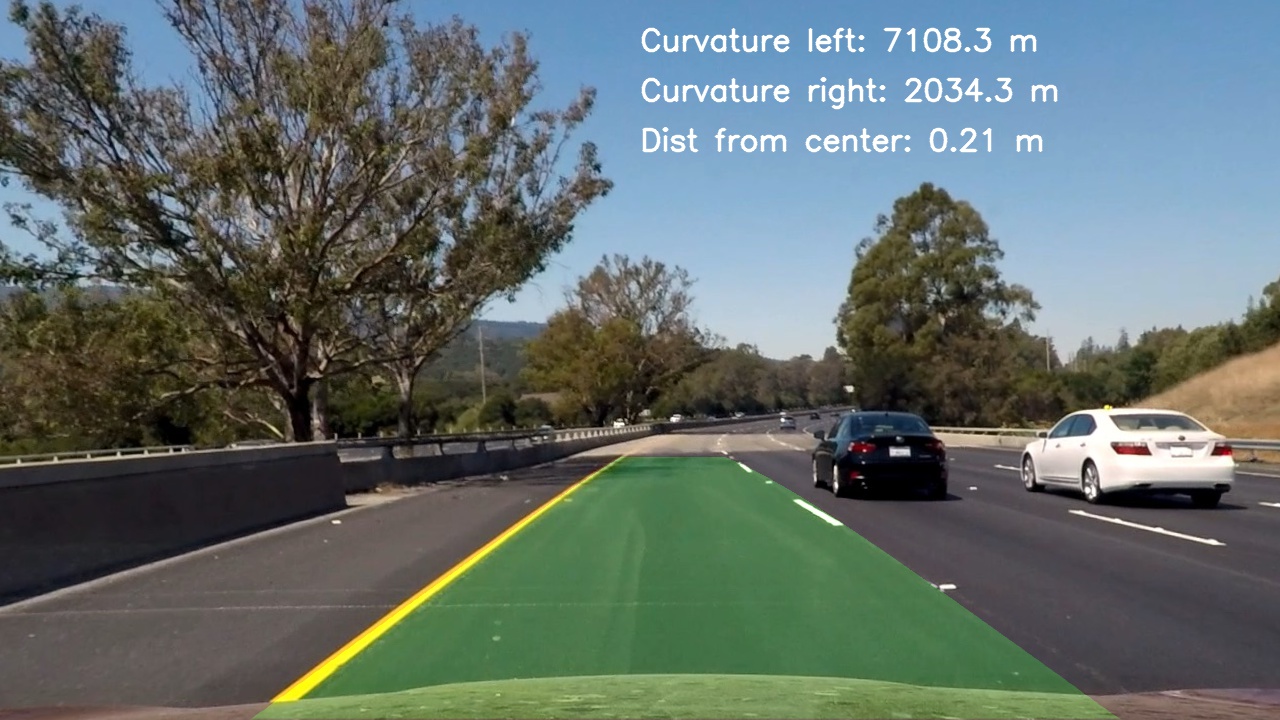 Curvature left: 7108.3 m
Curvature right: 2034.3 m
Dist from center: 0.21 m